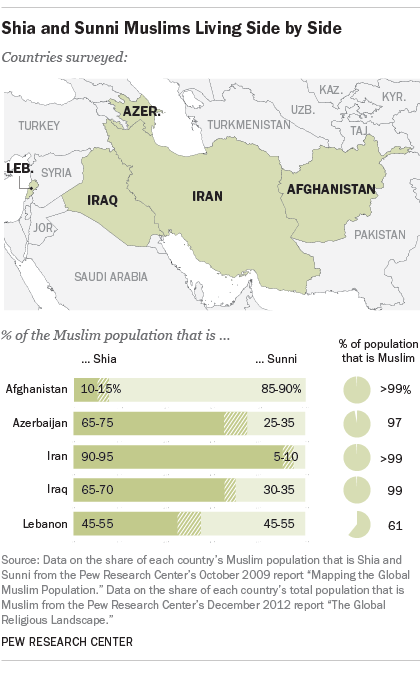 Shia and Sunni Muslims Living Side by Side
Countries surveyed:
KAZ.
KYR.
AZER.
UZB.
TURKEY
TURKMENISTAN
TAJ.
LEB.
SYRIA
AFGHANISTAN
IRAQ
IRAN
JOR.
PAKISTAN
SAUDI ARABIA
% of the Muslim population that is ...
% of population
that is Muslim
... Shia ... Sunni
Afghanistan 10-15% 85-90% >99%
Azerbaijan 65-75 25-35 97
Iran 90-95 5-10 >99
Iraq 65-70 30-35 99
Lebanon 45-55 45-55 61
Source: Data on the share of each country's Muslim population that is Shia and
Sunni from the Pew Research Center's October 2009 report “Mapping the Global
Muslim Population.” Data on the share of each country's total population that is
Muslim from the Pew Research Center's December 2012 report “The Global
Religious Landscape.”
PEW RESEARCH CENTER